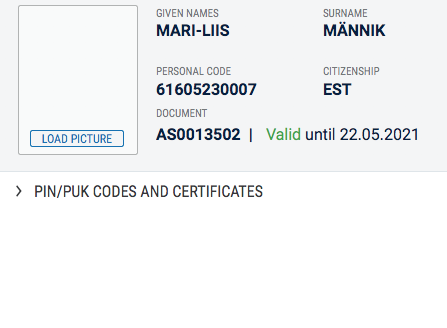 GIVEN NAMES
MARI-LIIS
SURNAME
MÄNNIK
PERSONAL CODE
61605230007
CITIZENSHIP
EST
DOCUMENT
AS0013502 | Valid until 22.05.2021
LOAD PICTURE
PIN/PUK CODES AND CERTIFICATES